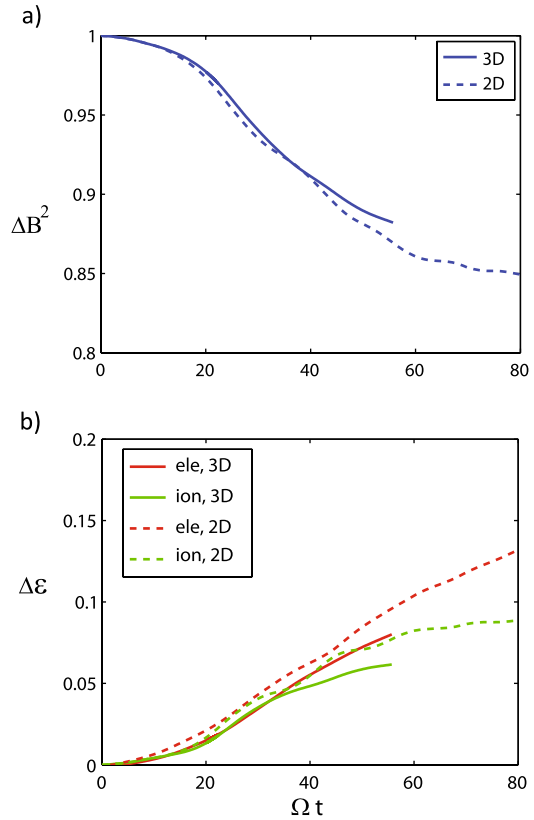 a)
1
0.95
0.9
0.85
0.8
ΔB²
3D
2D
0 20 40 60 80
b)
0.2
0.15
0.1
0.05
0
Δε
ele, 3D
ion, 3D
ele, 2D
ion, 2D
0 20 40 60 80
Ω t